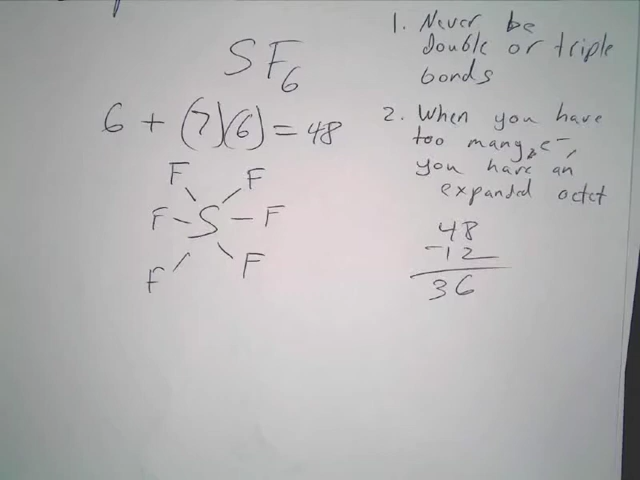 SF6
6 + (7)(6) = 48
F F
F - S - F
F F
1. Never be
double or triple
bonds
2. When you have
too many e-,
you have an
expanded octet
48
-12
36